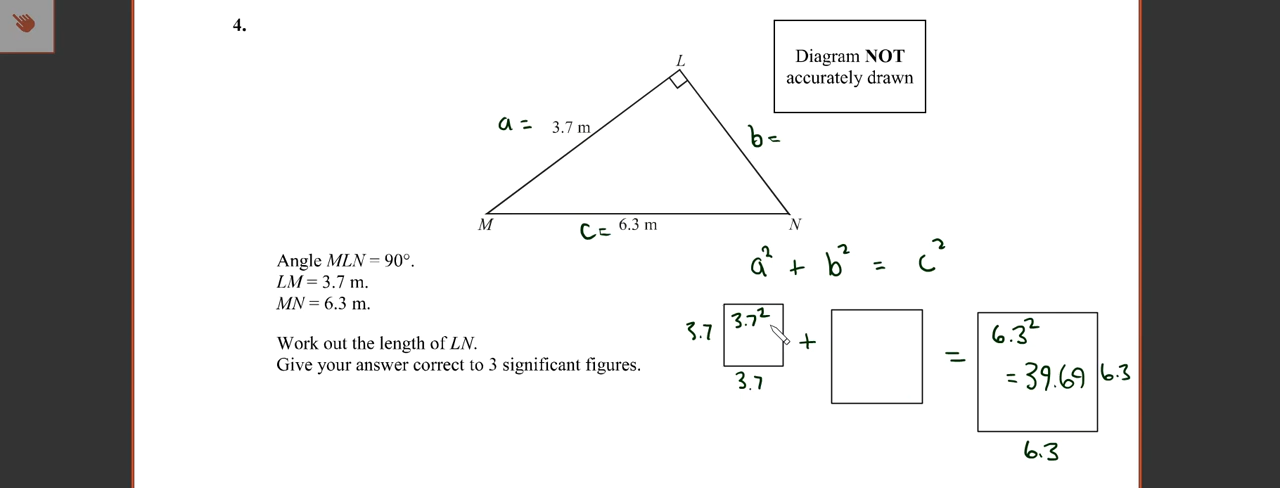 4.
L
Diagram NOT
accurately drawn
a = 3.7 m
b =
M
c = 6.3 m
N
Angle MLN = 90°.
LM = 3.7 m.
MN = 6.3 m.
a² + b² = c²
Work out the length of LN.
Give your answer correct to 3 significant figures.
3.7 3.7² + = 6.3²
= 39.69 6.3
3.7
6.3